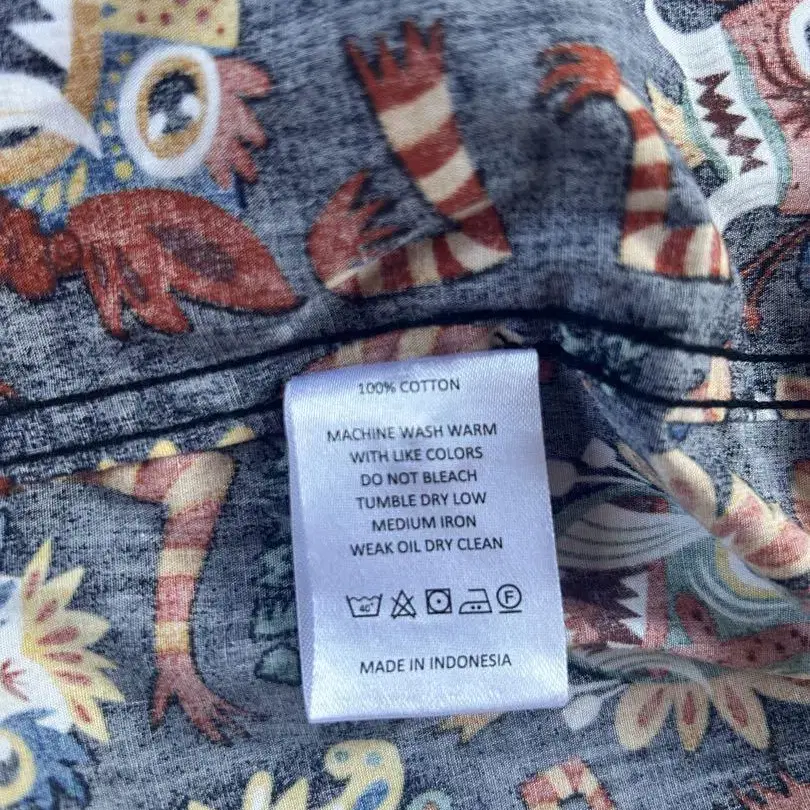 100% COTTON
MACHINE WASH WARM
WITH LIKE COLORS
DO NOT BLEACH
TUMBLE DRY LOW
MEDIUM IRON
WEAK OIL DRY CLEAN
40° F
MADE IN INDONESIA